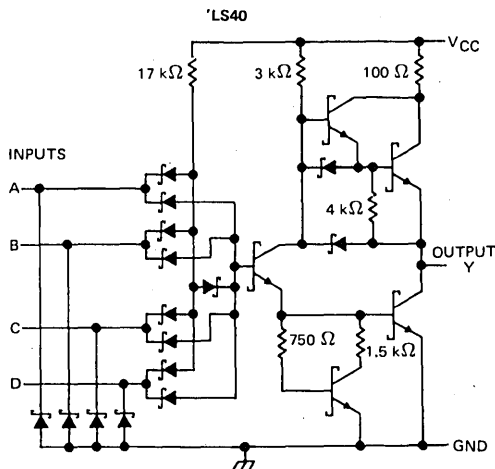 'LS40
VCC
17 kΩ
3 kΩ
100 Ω
INPUTS
A
B
4 kΩ
OUTPUT
Y
C
750 Ω
1.5 kΩ
D
GND